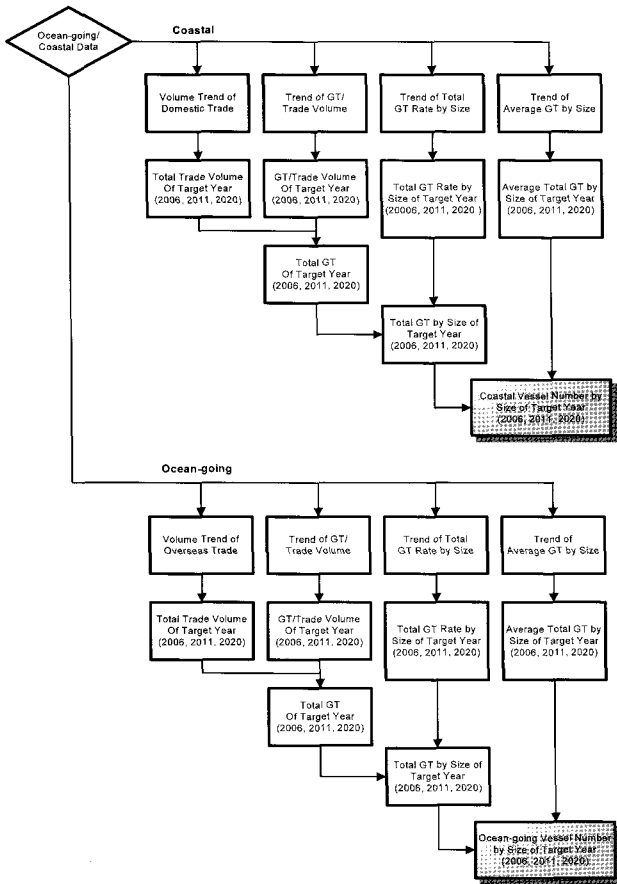 Ocean-going/
Coastal Data
Coastal
Volume Trend of
Domestic Trade
Trend of GT/
Trade Volume
Trend of Total
GT Rate by Size
Trend of
Average GT by Size
Total Trade Volume
Of Target Year
(2006, 2011, 2020)
GT/Trade Volume
Of Target Year
(2006, 2011, 2020)
Total GT Rate by
Size of Target Year
(20006, 2011, 2020 )
Average Total GT by
Size of Target Year
(2006, 2011, 2020)
Total GT
Of Target Year
(2006, 2011, 2020)
Total GT by Size of
Target Year
(2006, 2011, 2020)
Coastal Vessel Number by
Size of Target Year
(2006, 2011, 2020)
Ocean-going
Volume Trend of
Overseas Trade
Trend of GT/
Trade Volume
Trend of Total
GT Rate by Size
Trend of
Average GT by Size
Total Trade Volume
Of Target Year
(2006, 2011, 2020)
GT/Trade Volume
Of Target Year
(2006, 2011, 2020)
Total GT Rate by
Size of Target Year
(2006, 2011, 2020)
Average Total GT by
Size of Target Year
(2006, 2011, 2020)
Total GT
Of Target Year
(2006, 2011, 2020)
Total GT by Size of
Target Year
(2006, 2011, 2020)
Ocean-going Vessel Number
by Size of Target Year
(2006, 2011, 2020)